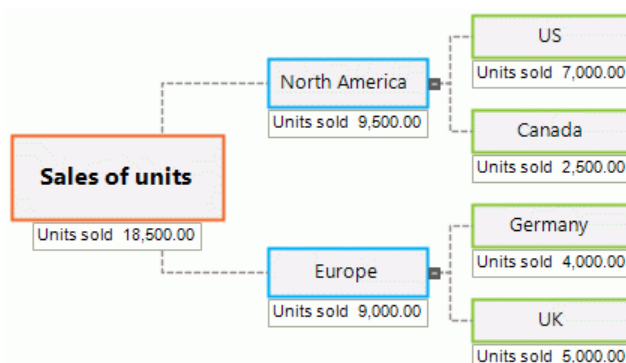 US
Units sold 7,000.00
North America
Units sold 9,500.00
Canada
Units sold 2,500.00
Sales of units
Units sold 18,500.00
Germany
Units sold 4,000.00
Europe
Units sold 9,000.00
UK
Units sold 5,000.00